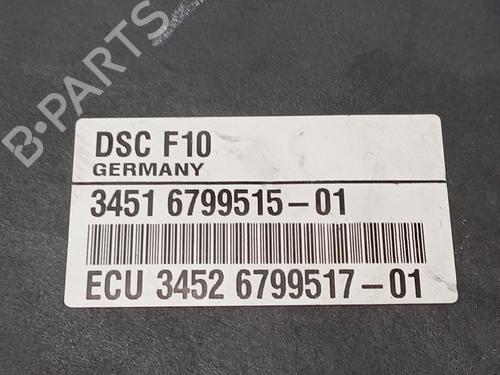 B-PARTS
DSC F10
GERMANY
3451 6799515-01
ECU 3452 6799517-01